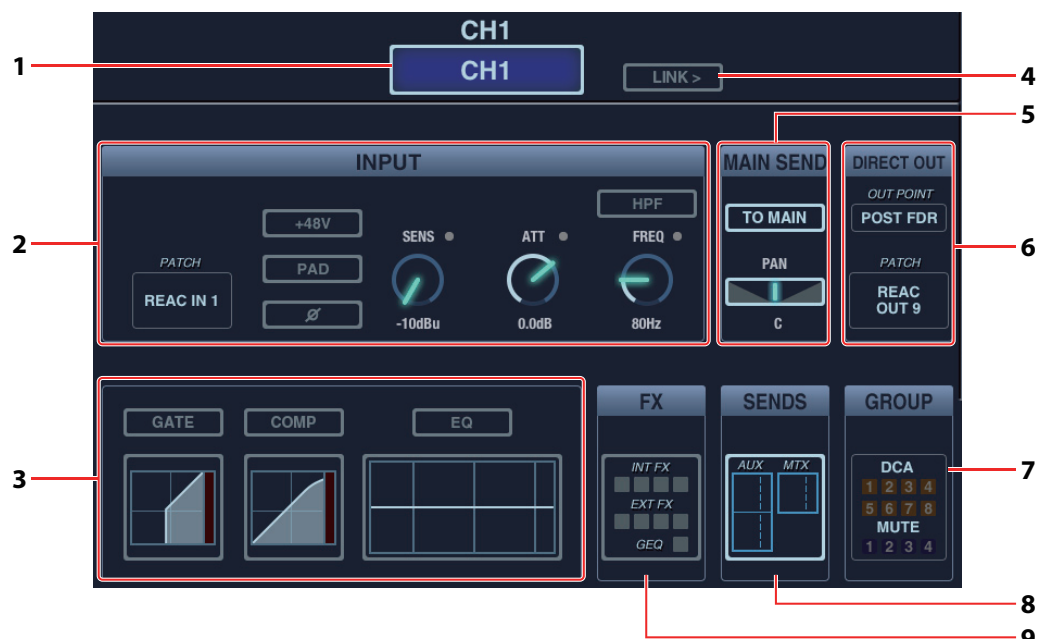 CH1
1
CH1
LINK >
4
5
INPUT
MAIN SEND
DIRECT OUT
2
+48V
PAD
Ø
PATCH
REAC IN 1
SENS
-10dBu
ATT
0.0dB
HPF
FREQ
80Hz
TO MAIN
PAN
C
OUT POINT
POST FDR
PATCH
REAC
OUT 9
6
3
GATE
COMP
EQ
FX
INT FX
EXT FX
GEQ
SENDS
AUX MTX
GROUP
DCA
1 2 3 4
5 6 7 8
MUTE
1 2 3 4
7
8
9